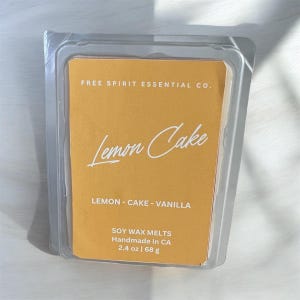 FREE SPIRIT ESSENTIAL CO.
Lemon Cake
LEMON - CAKE - VANILLA
SOY WAX MELTS
Handmade in CA
2.4 oz | 68 g